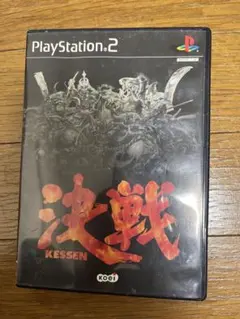 PlayStation.2
決戦
KESSEN
KOEI